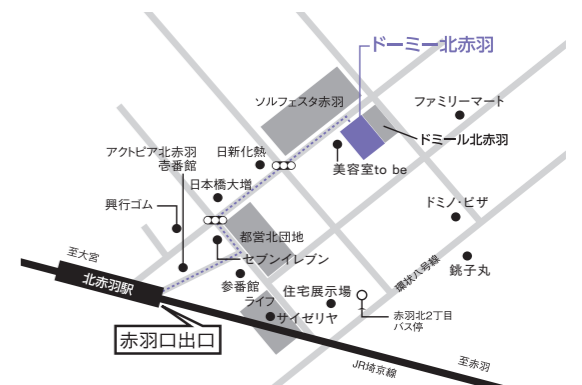 ドーミー北赤羽
ソルフェスタ赤羽
ファミリーマート
ドミール北赤羽
アクトピア北赤羽
壱番館
日新化熱
美容室to be
日本橋大増
興行ゴム
ドミノ・ピザ
都営北団地
至大宮
セブンイレブン
環状八号線
銚子丸
北赤羽駅
参番館
ライフ
住宅展示場
サイゼリヤ
赤羽北2丁目
バス停
赤羽口出口
JR埼京線
至赤羽